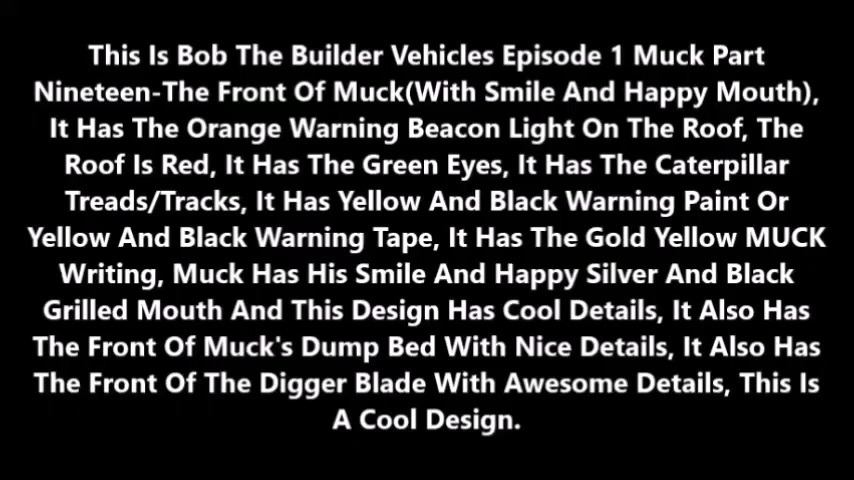 This Is Bob The Builder Vehicles Episode 1 Muck Part
Nineteen-The Front Of Muck(With Smile And Happy Mouth),
It Has The Orange Warning Beacon Light On The Roof, The
Roof Is Red, It Has The Green Eyes, It Has The Caterpillar
Treads/Tracks, It Has Yellow And Black Warning Paint Or
Yellow And Black Warning Tape, It Has The Gold Yellow MUCK
Writing, Muck Has His Smile And Happy Silver And Black
Grilled Mouth And This Design Has Cool Details, It Also Has
The Front Of Muck's Dump Bed With Nice Details, It Also Has
The Front Of The Digger Blade With Awesome Details, This Is
A Cool Design.